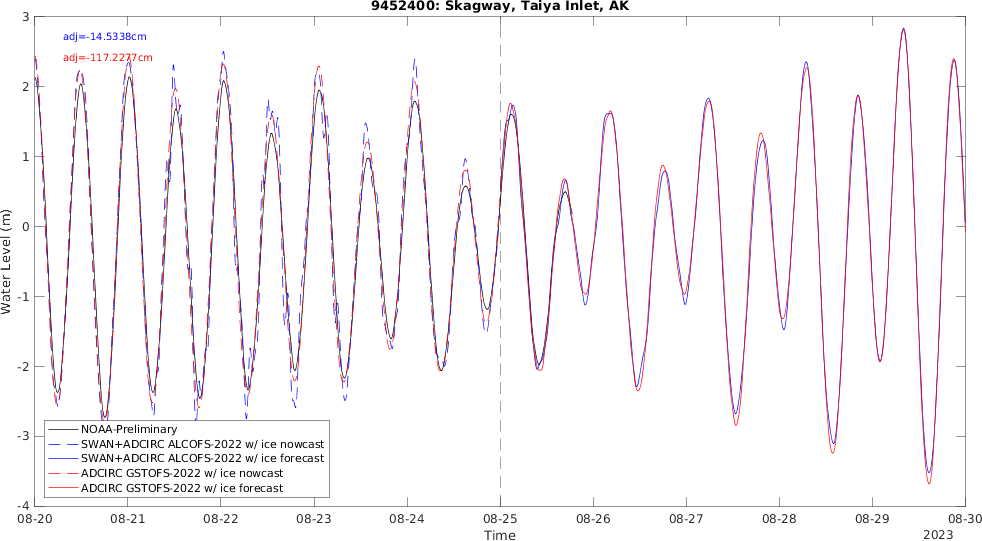 9452400: Skagway, Taiya Inlet, AK
adj=-14.5338cm
adj=-117.2277cm
Water Level (m)
3
2
1
0
-1
-2
-3
-4
NOAA-Preliminary
SWAN+ADCIRC ALCOFS-2022 w/ ice nowcast
SWAN+ADCIRC ALCOFS-2022 w/ ice forecast
ADCIRC GSTOFS-2022 w/ ice nowcast
ADCIRC GSTOFS-2022 w/ ice forecast
08-20 08-21 08-22 08-23 08-24 08-25 08-26 08-27 08-28 08-29 08-30
Time
2023